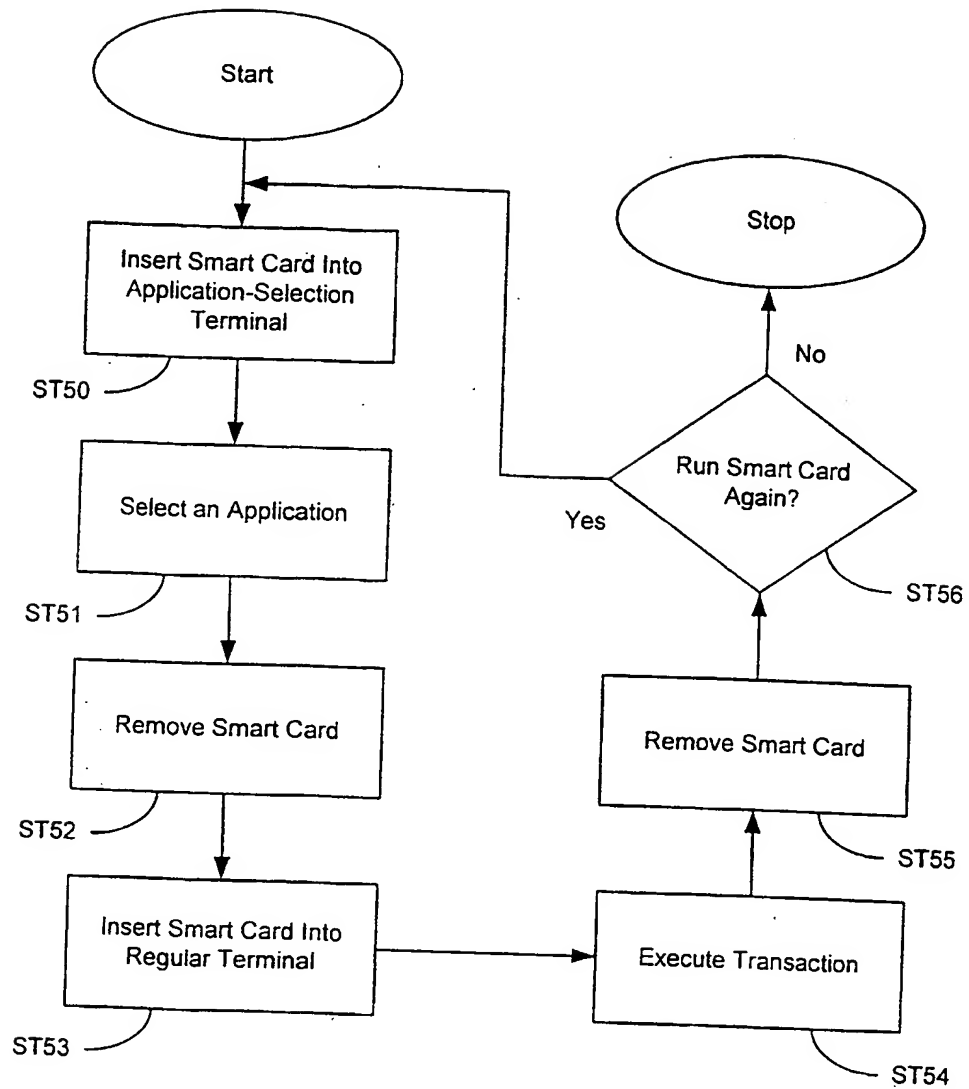 Start
Insert Smart Card Into
Application-Selection
Terminal
ST50
Select an Application
ST51
Remove Smart Card
ST52
Insert Smart Card Into
Regular Terminal
ST53
Execute Transaction
ST54
Remove Smart Card
ST55
Run Smart Card
Again?
ST56
Yes
No
Stop